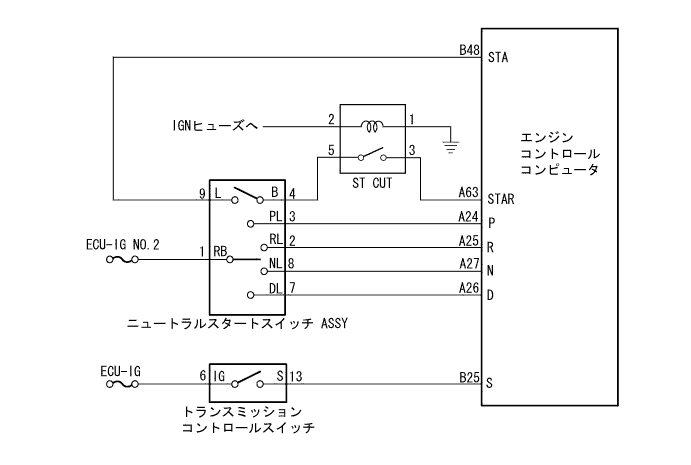 B48 STA
IGNヒューズへ 2 1
エンジン
コントロール
コンピュータ
5 3
ST CUT
9 L B 4 A63 STAR
PL 3 A24 P
RL 2 A25 R
ECU-IG NO.2 1 RB
NL 8 A27 N
DL 7 A26 D
ニュートラルスタートスイッチ ASSY
ECU-IG 6 IG S 13 B25 S
トランスミッション
コントロールスイッチ